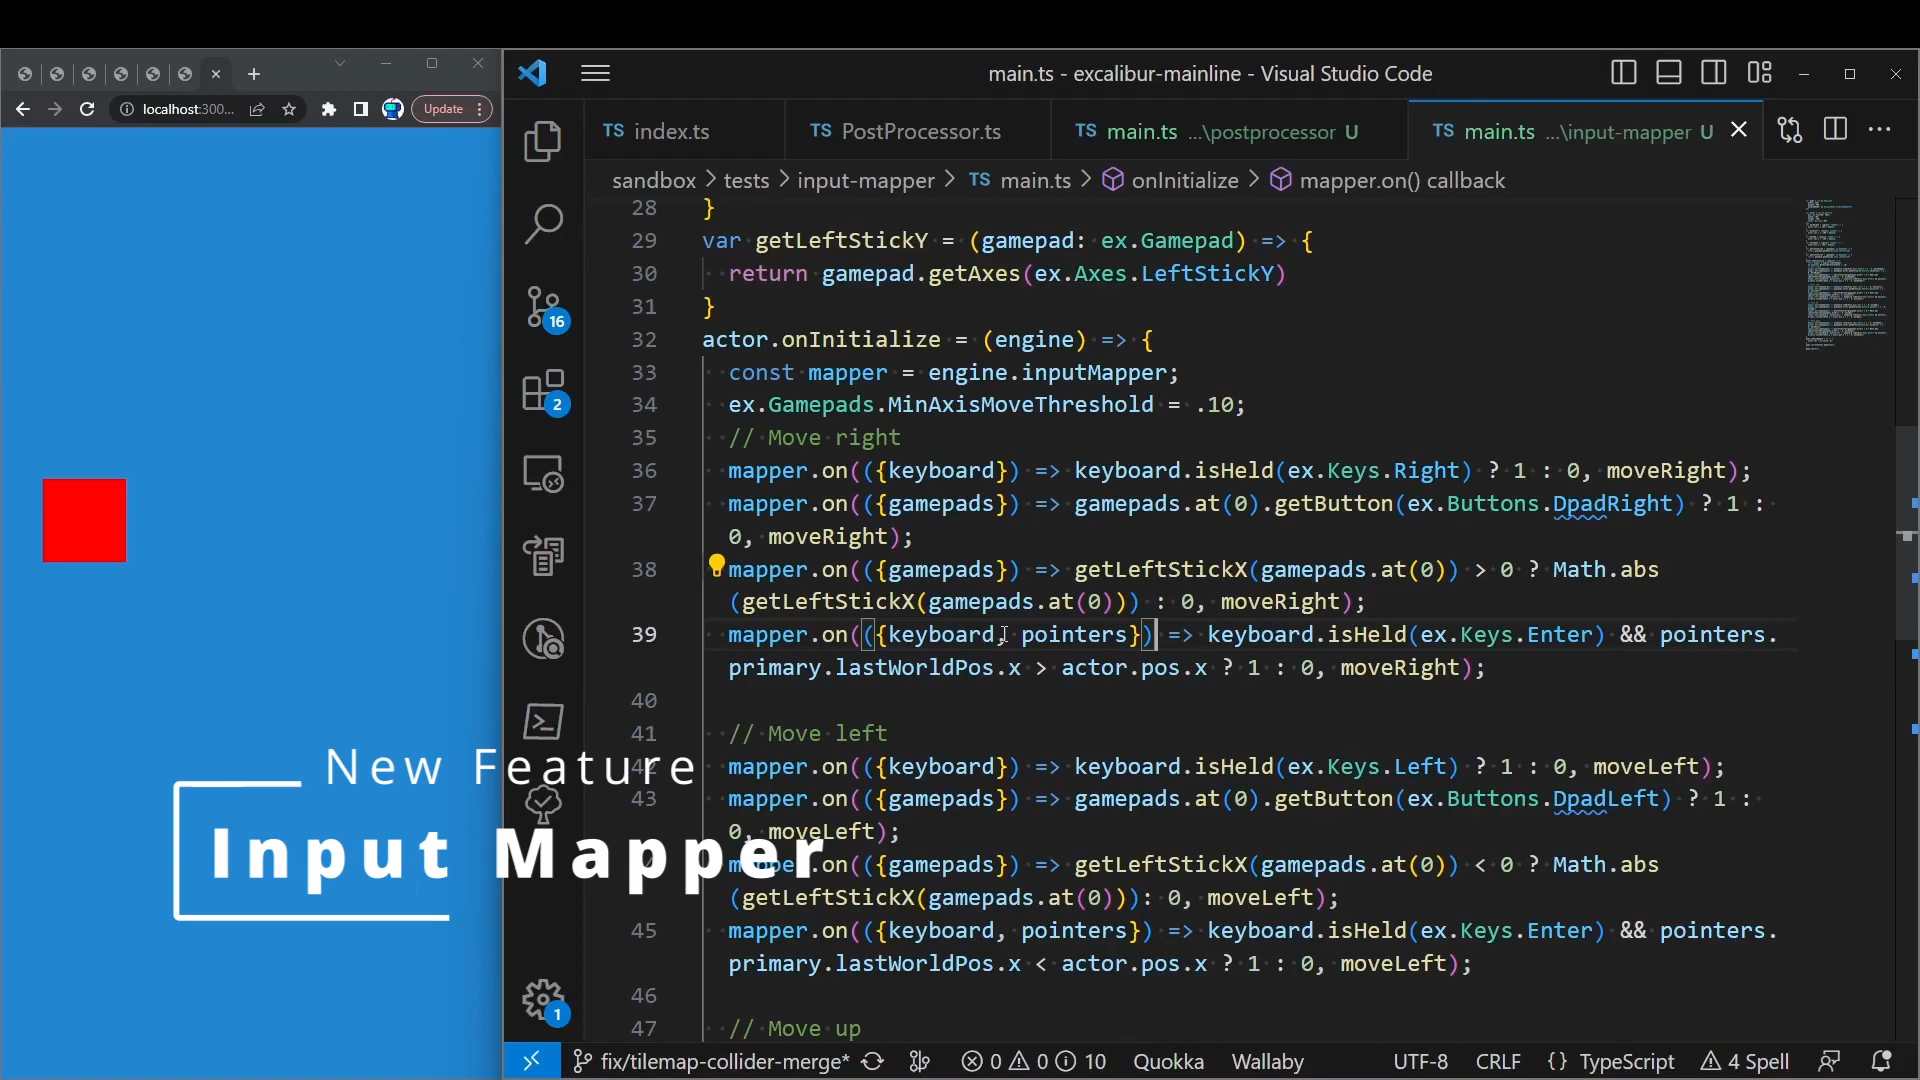 main.ts - excalibur-mainline - Visual Studio Code
localhost:300...
Update
TS index.ts
TS PostProcessor.ts
TS main.ts ...\postprocessor U
TS main.ts ...\input-mapper U
sandbox > tests > input-mapper > TS main.ts > onInitialize > mapper.on() callback
28 }
29 var getLeftStickY = (gamepad: ex.Gamepad) => {
30 return gamepad.getAxes(ex.Axes.LeftStickY)
31 }
32 actor.onInitialize = (engine) => {
33 const mapper = engine.inputMapper;
34 ex.Gamepads.MinAxisMoveThreshold = .10;
35 // Move right
36 mapper.on(({keyboard}) => keyboard.isHeld(ex.Keys.Right) ? 1 : 0, moveRight);
37 mapper.on(({gamepads}) => gamepads.at(0).getButton(ex.Buttons.DpadRight) ? 1 :
0, moveRight);
38 mapper.on(({gamepads}) => getLeftStickX(gamepads.at(0)) > 0 ? Math.abs
(getLeftStickX(gamepads.at(0))) : 0, moveRight);
39 mapper.on(({keyboard, pointers}) => keyboard.isHeld(ex.Keys.Enter) && pointers.
primary.lastWorldPos.x > actor.pos.x ? 1 : 0, moveRight);
40
41 // Move left
42 mapper.on(({keyboard}) => keyboard.isHeld(ex.Keys.Left) ? 1 : 0, moveLeft);
43 mapper.on(({gamepads}) => gamepads.at(0).getButton(ex.Buttons.DpadLeft) ? 1 :
0, moveLeft);
mapper.on(({gamepads}) => getLeftStickX(gamepads.at(0)) < 0 ? Math.abs
(getLeftStickX(gamepads.at(0))): 0, moveLeft);
45 mapper.on(({keyboard, pointers}) => keyboard.isHeld(ex.Keys.Enter) && pointers.
primary.lastWorldPos.x < actor.pos.x ? 1 : 0, moveLeft);
46
47 // Move up
16
2
1
New Feature
Input Mapper
fix/tilemap-collider-merge* 0 0 10 Quokka Wallaby UTF-8 CRLF {} TypeScript 4 Spell